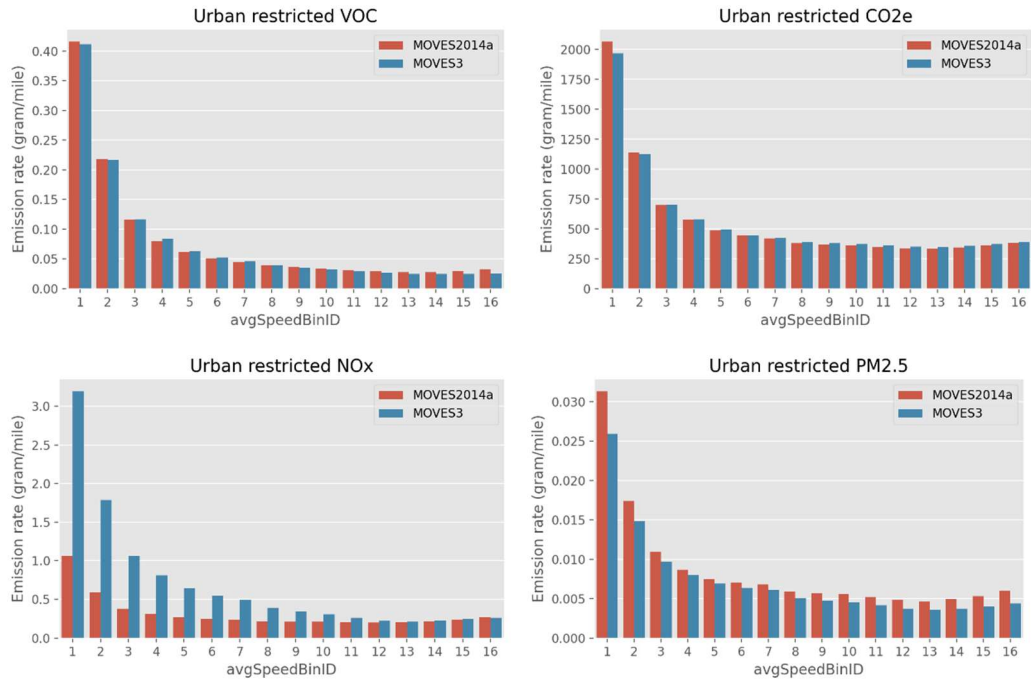 Urban restricted VOC
MOVES2014a
MOVES3
Emission rate (gram/mile)
0.40
0.35
0.30
0.25
0.20
0.15
0.10
0.05
0.00
1 2 3 4 5 6 7 8 9 10 11 12 13 14 15 16
avgSpeedBinID
Urban restricted CO2e
MOVES2014a
MOVES3
Emission rate (gram/mile)
2000
1750
1500
1250
1000
750
500
250
0
1 2 3 4 5 6 7 8 9 10 11 12 13 14 15 16
avgSpeedBinID
Urban restricted NOx
MOVES2014a
MOVES3
Emission rate (gram/mile)
3.0
2.5
2.0
1.5
1.0
0.5
0.0
1 2 3 4 5 6 7 8 9 10 11 12 13 14 15 16
avgSpeedBinID
Urban restricted PM2.5
MOVES2014a
MOVES3
Emission rate (gram/mile)
0.030
0.025
0.020
0.015
0.010
0.005
0.000
1 2 3 4 5 6 7 8 9 10 11 12 13 14 15 16
avgSpeedBinID